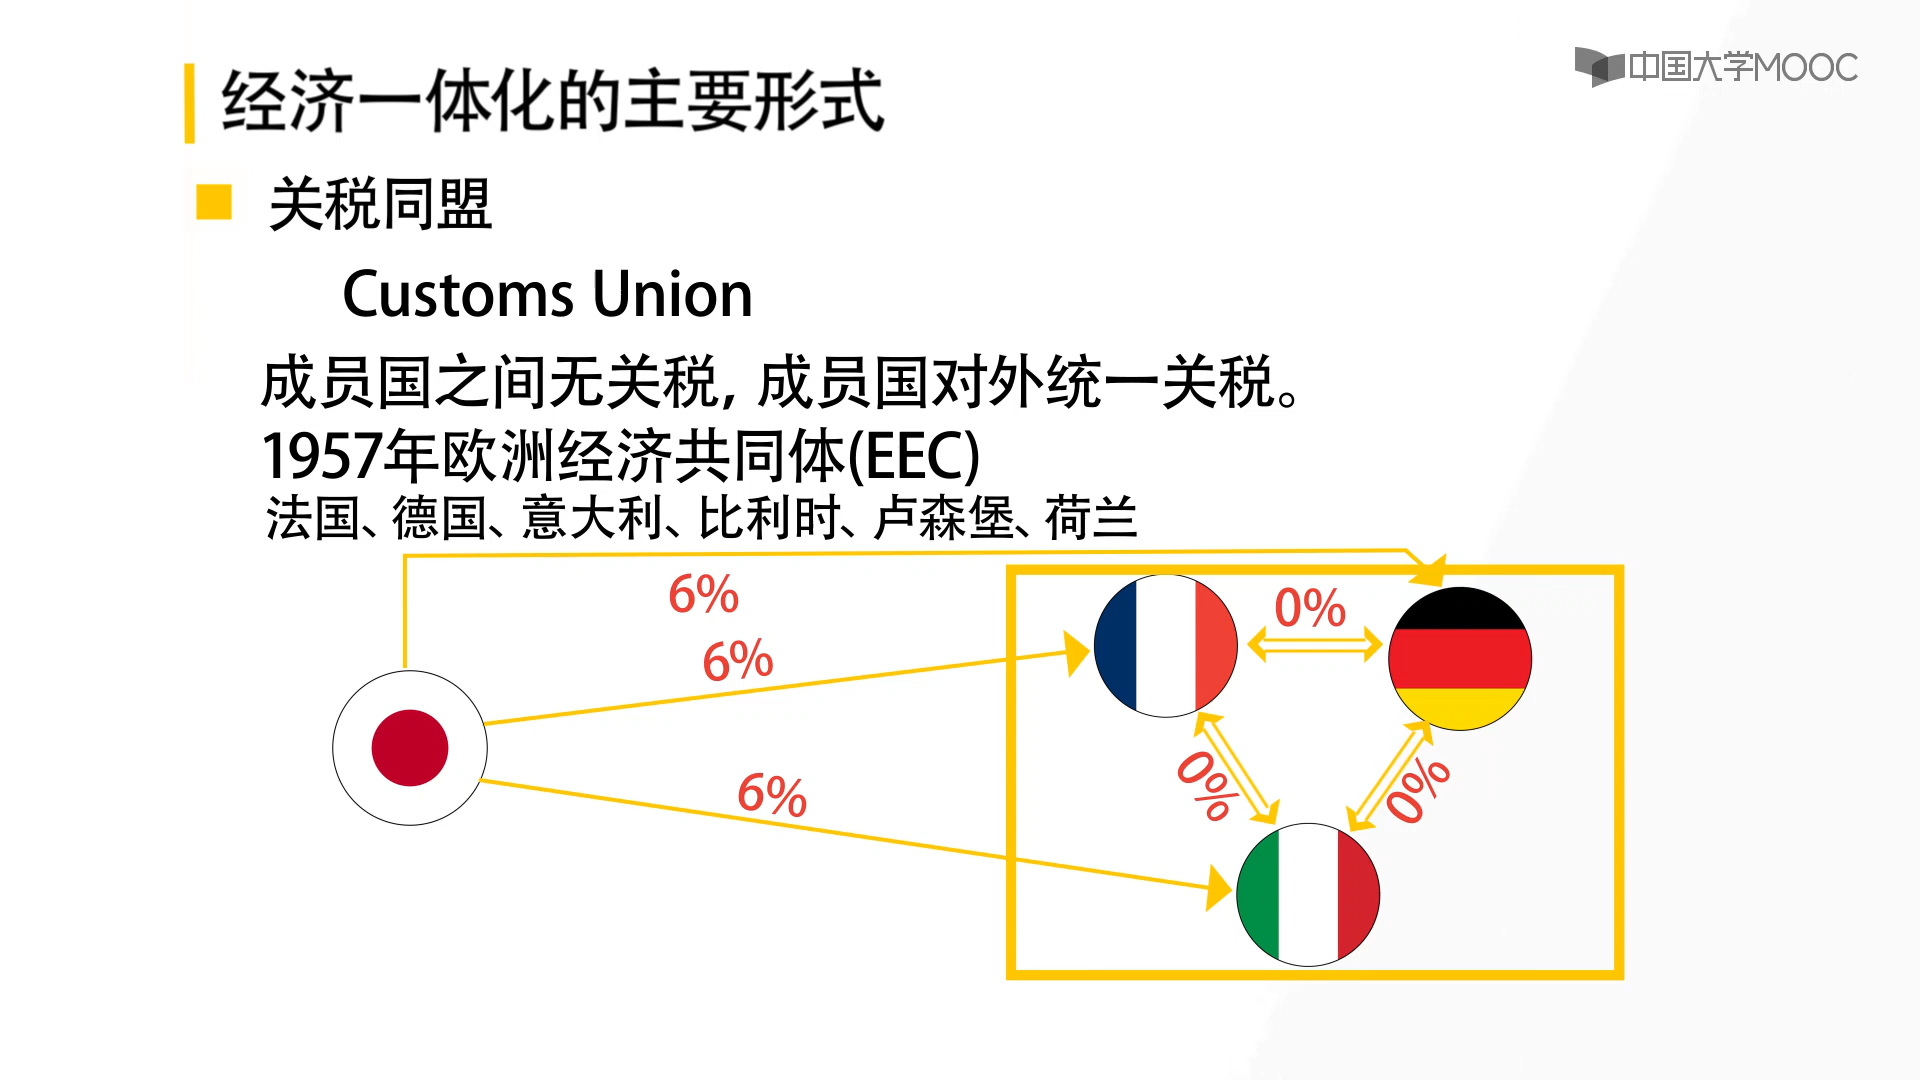 中国大学MOOC
经济一体化的主要形式
关税同盟
Customs Union
成员国之间无关税, 成员国对外统一关税。
1957年欧洲经济共同体(EEC)
法国、德国、意大利、比利时、卢森堡、荷兰
6%
0%
6%
0%
0%
6%